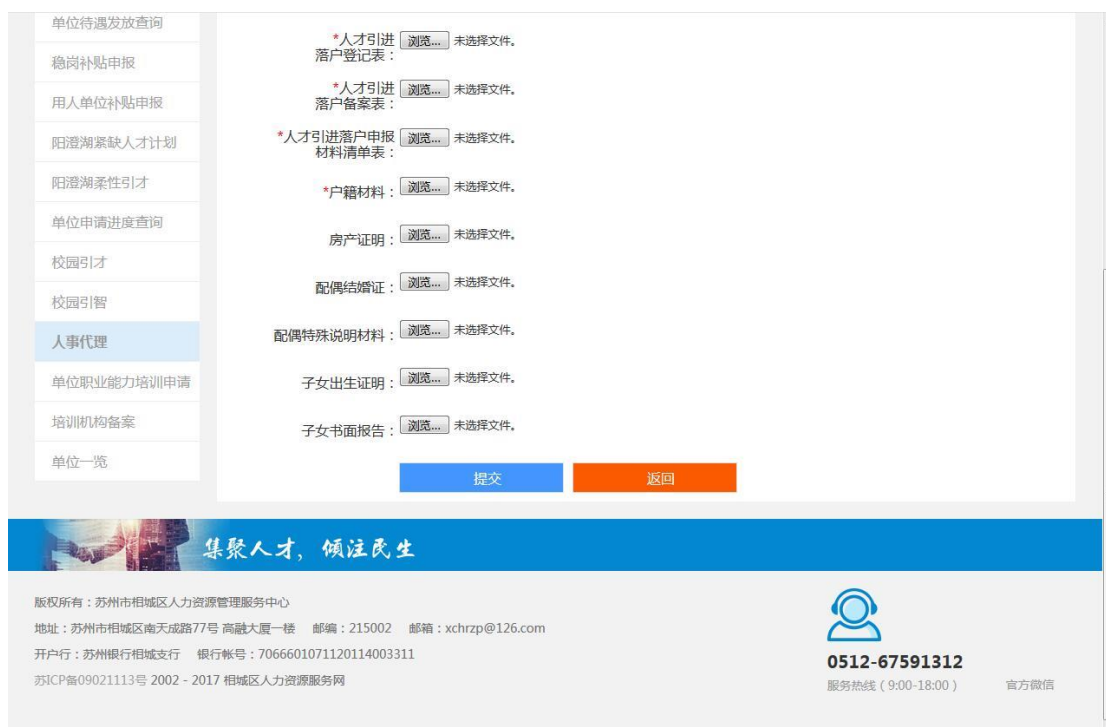 单位待遇发放查询
稳岗补贴申报
用人单位补贴申报
阳澄湖紧缺人才计划
阳澄湖柔性引才
单位申请进度查询
校园引才
校园引智
人事代理
单位职业能力培训申请
培训机构备案
单位一览
*人才引进
落户登记表：
浏览... 未选择文件。
*人才引进
落户备案表：
浏览... 未选择文件。
*人才引进落户申报
材料清单表：
浏览... 未选择文件。
*户籍材料： 浏览... 未选择文件。
房产证明： 浏览... 未选择文件。
配偶结婚证： 浏览... 未选择文件。
配偶特殊说明材料： 浏览... 未选择文件。
子女出生证明： 浏览... 未选择文件。
子女书面报告： 浏览... 未选择文件。
提交 返回
集聚人才，倾注民生
版权所有：苏州市相城区人力资源管理服务中心
地址：苏州市相城区南天成路77号 高融大厦一楼 邮编：215002 邮箱：xchrzp@126.com
开户行：苏州银行相城支行 银行帐号：7066601071120114003311
苏ICP备09021113号 2002 - 2017 相城区人力资源服务网
0512-67591312
服务热线（9:00-18:00） 官方微信